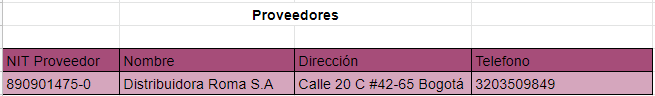 Proveedores
NIT Proveedor Nombre Dirección Telefono
890901475-0 Distribuidora Roma S.A Calle 20 C #42-65 Bogotá 3203509849